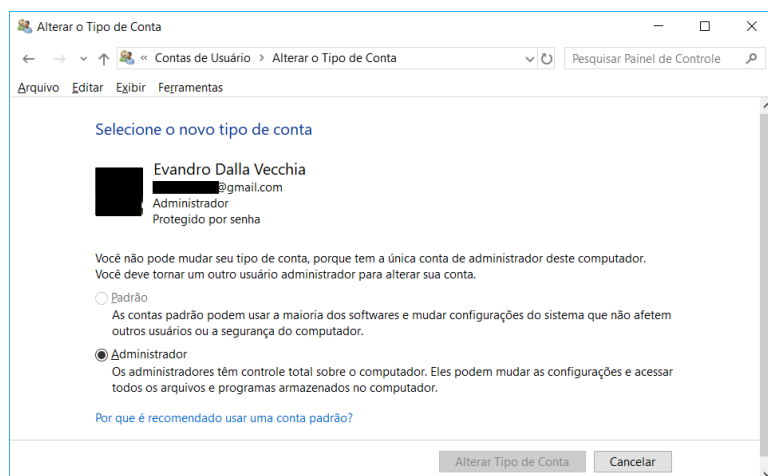 Alterar o Tipo de Conta
« Contas de Usuário > Alterar o Tipo de Conta
Pesquisar Painel de Controle
Arquivo Editar Exibir Ferramentas
Selecione o novo tipo de conta
Evandro Dalla Vecchia
@gmail.com
Administrador
Protegido por senha
Você não pode mudar seu tipo de conta, porque tem a única conta de administrador deste computador.
Você deve tornar um outro usuário administrador para alterar sua conta.
Padrão
As contas padrão podem usar a maioria dos softwares e mudar configurações do sistema que não afetem
outros usuários ou a segurança do computador.
Administrador
Os administradores têm controle total sobre o computador. Eles podem mudar as configurações e acessar
todos os arquivos e programas armazenados no computador.
Por que é recomendado usar uma conta padrão?
Alterar Tipo de Conta Cancelar